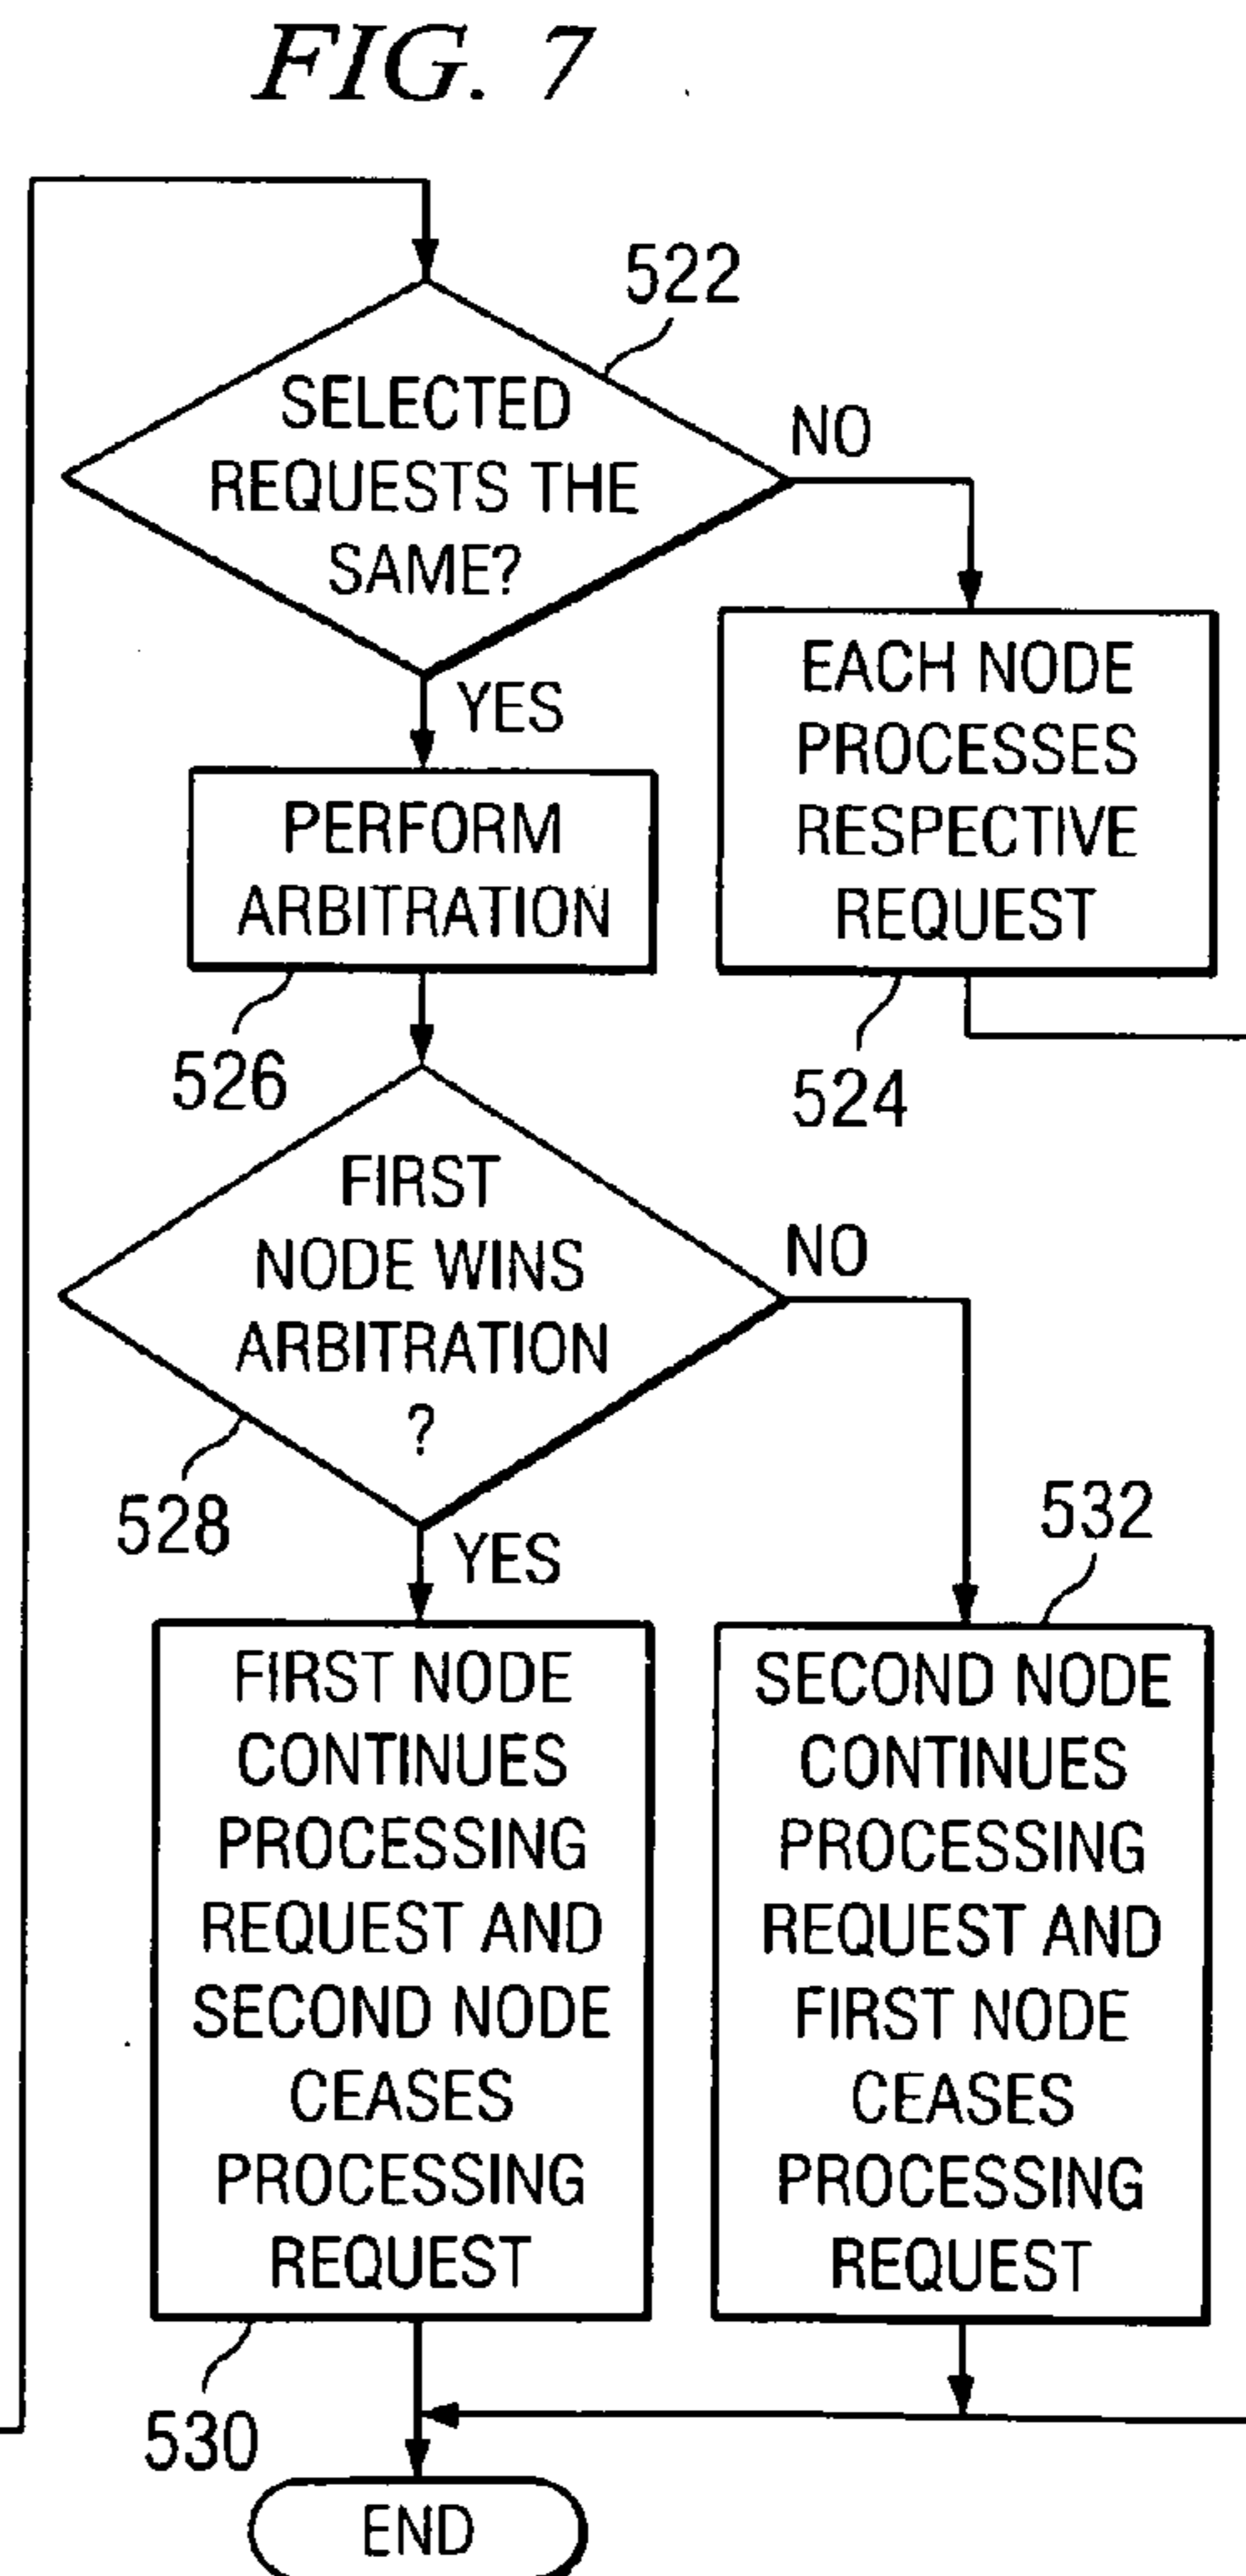 FIG. 7
522
SELECTED
REQUESTS THE
SAME?
NO
YES
EACH NODE
PROCESSES
RESPECTIVE
REQUEST
524
PERFORM
ARBITRATION
526
FIRST
NODE WINS
ARBITRATION
?
NO
528
YES
532
FIRST NODE
CONTINUES
PROCESSING
REQUEST AND
SECOND NODE
CEASES
PROCESSING
REQUEST
530
SECOND NODE
CONTINUES
PROCESSING
REQUEST AND
FIRST NODE
CEASES
PROCESSING
REQUEST
END